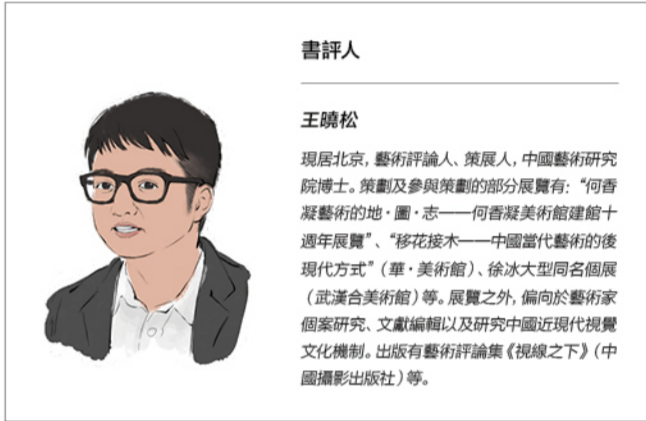 書評人
王曉松
現居北京，藝術評論人、策展人，中國藝術研究
院博士。策劃及參與策劃的部分展覽有：“何香
凝藝術的地·圖·志——何香凝美術館建館十
週年展覽”、“移花接木——中國當代藝術的後
現代方式”（華·美術館）、徐冰大型同名個展
（武漢合美術館）等。展覽之外，偏向於藝術家
個案研究、文獻編輯以及研究中國近現代視覺
文化機制。出版有藝術評論集《視線之下》（中
國攝影出版社）等。